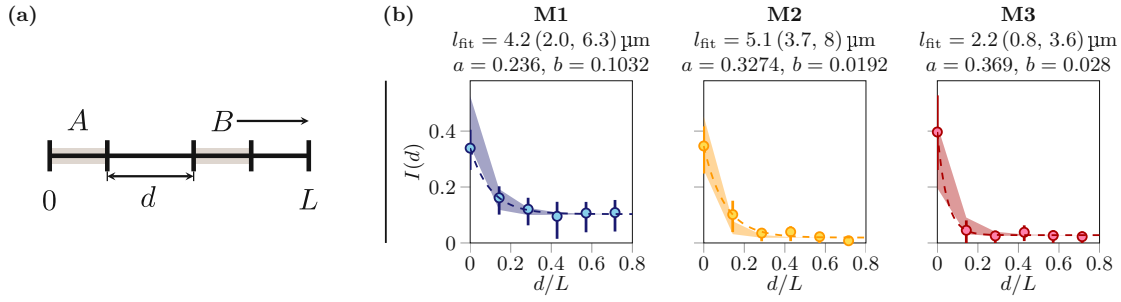 (a)
A
B
0
d
L
(b)
M1
l_fit = 4.2 (2.0, 6.3) µm
a = 0.236, b = 0.1032
M2
l_fit = 5.1 (3.7, 8) µm
a = 0.3274, b = 0.0192
M3
l_fit = 2.2 (0.8, 3.6) µm
a = 0.369, b = 0.028
I(d)
0.4
0.2
0
0 0.2 0.4 0.6 0.8
d/L
0 0.2 0.4 0.6 0.8
d/L
0 0.2 0.4 0.6 0.8
d/L